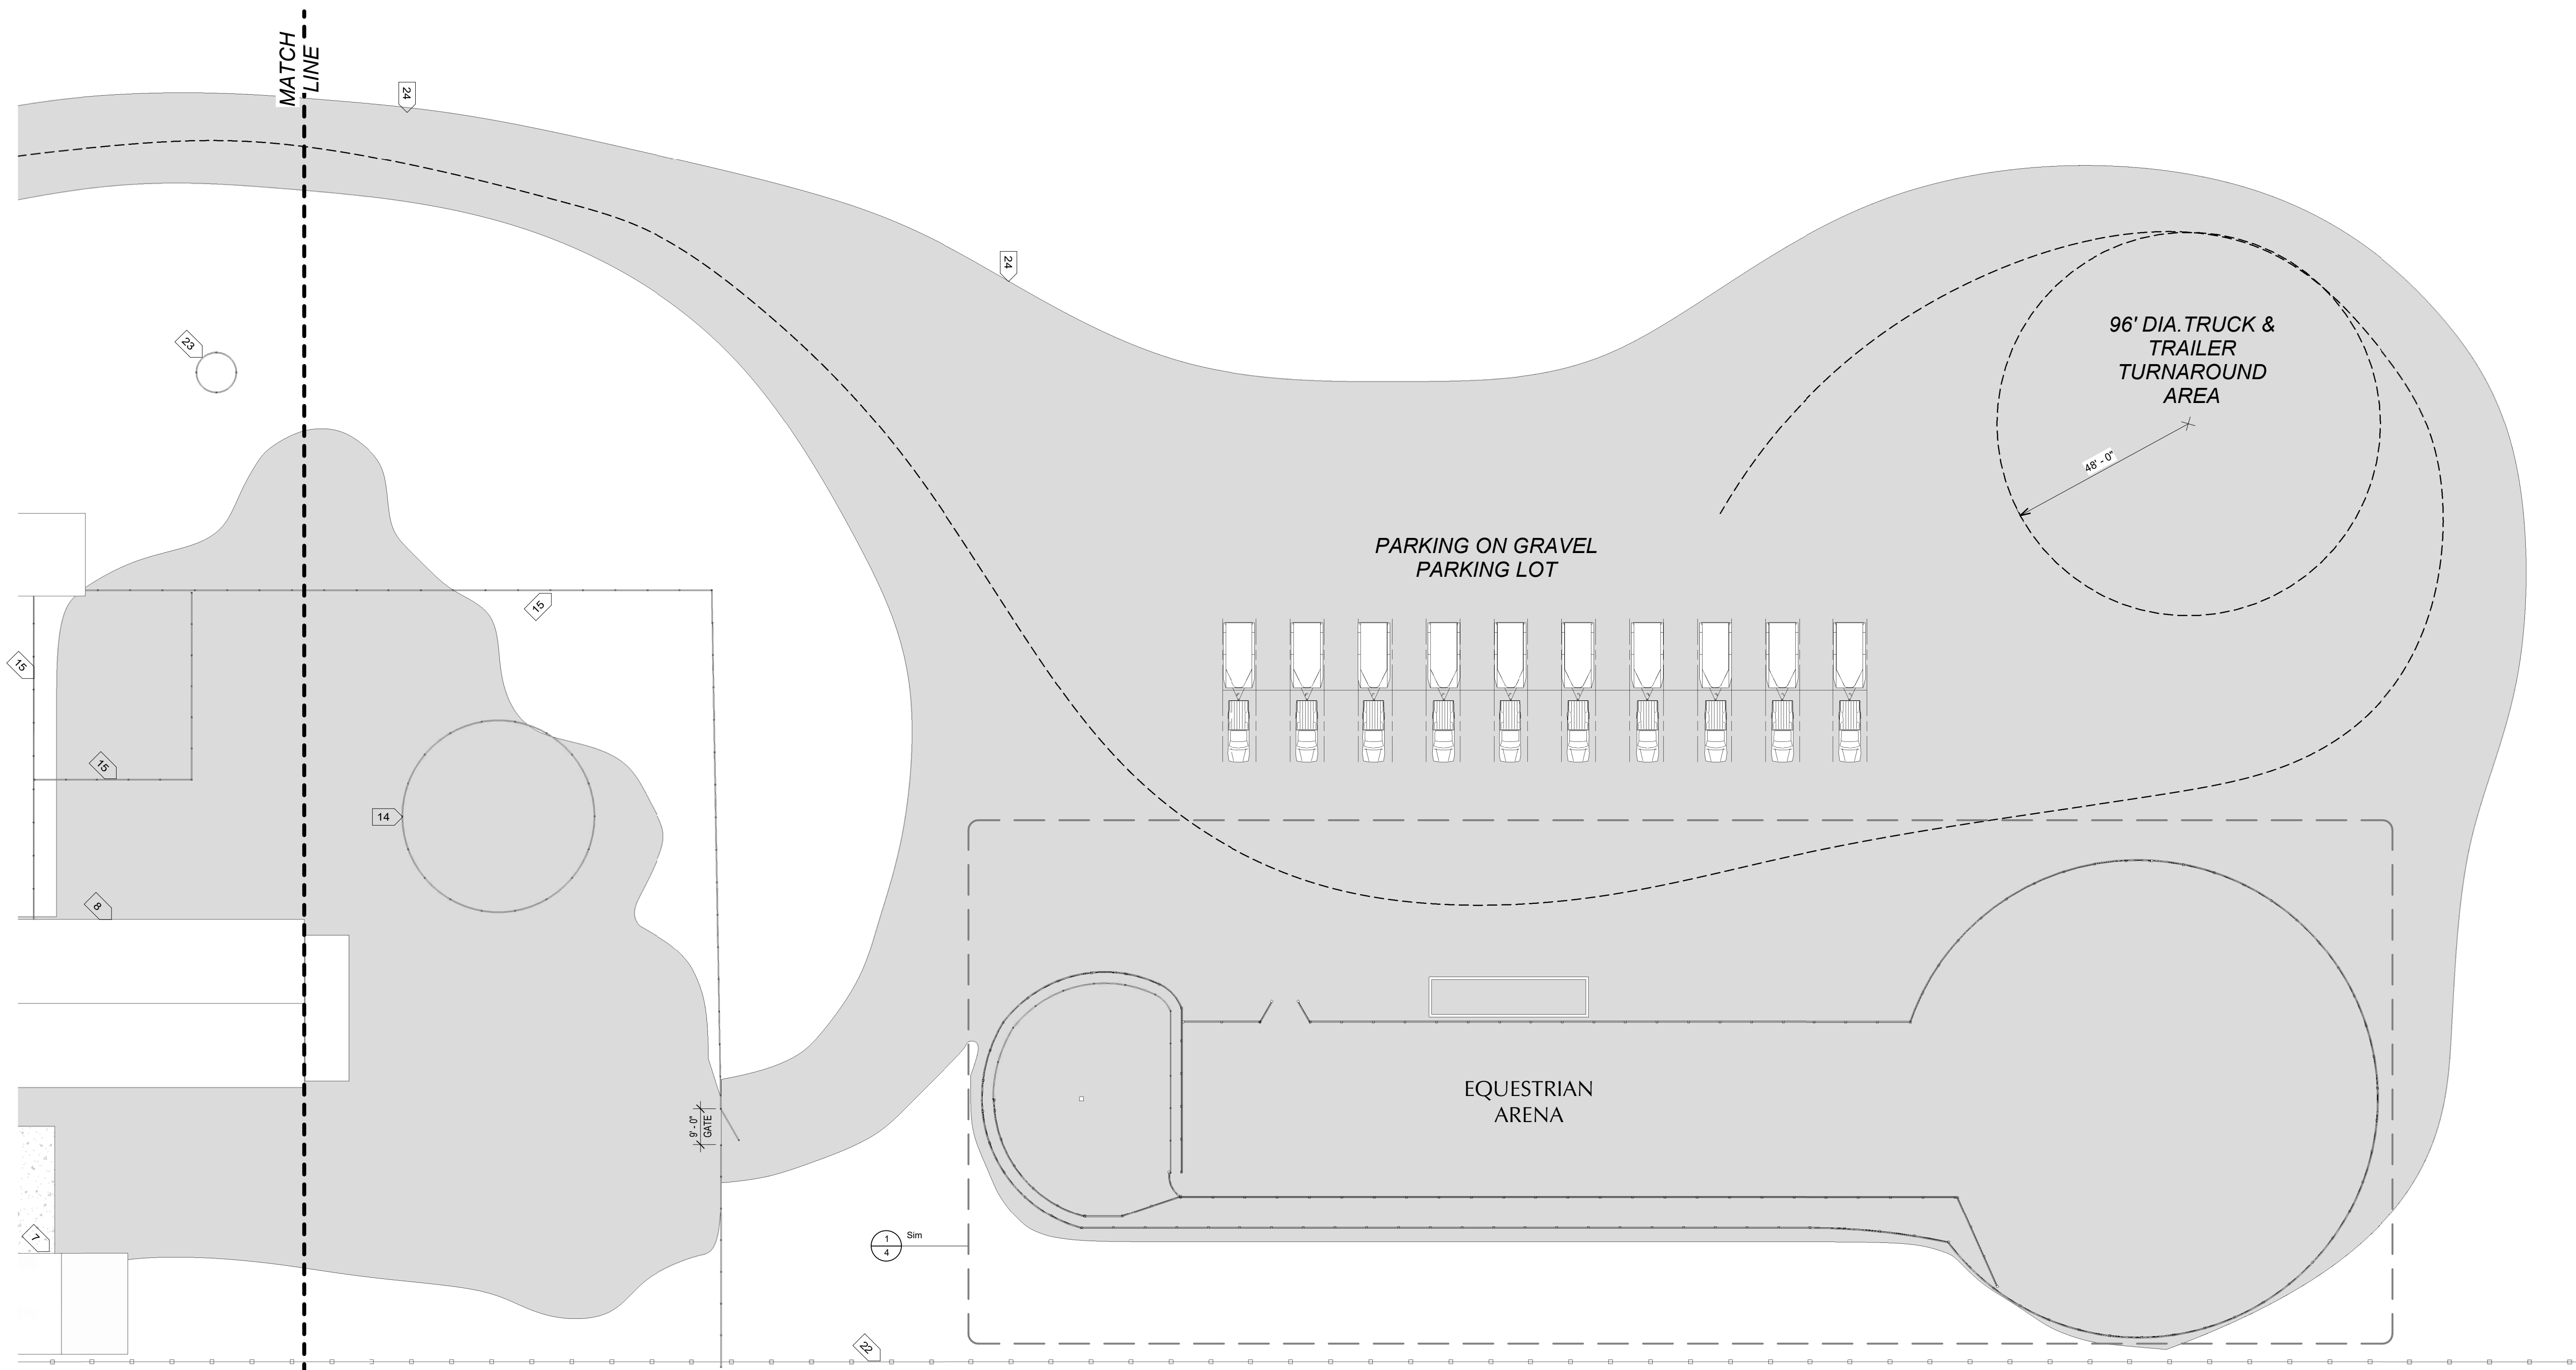 MATCH
LINE
24
24
23
96' DIA.TRUCK &
TRAILER
TURNAROUND
AREA
48' - 0"
PARKING ON GRAVEL
PARKING LOT
15
15
15
14
8
9' - 0"
GATE
EQUESTRIAN
ARENA
7
1
4
Sim
22